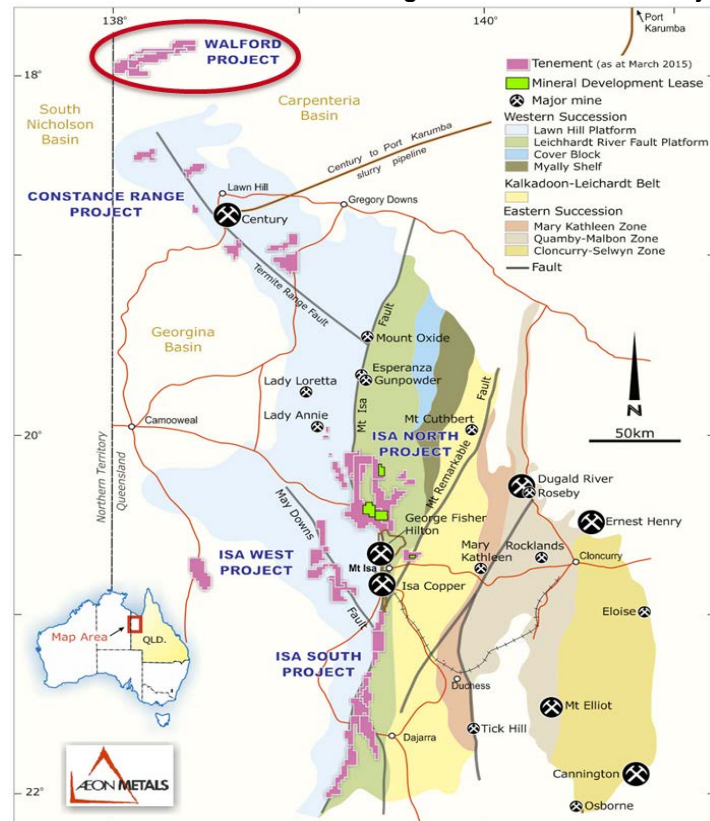 138°
140°
Port
Karumba
WALFORD
PROJECT
18°
South
Nicholson
Basin
Carpenteria
Basin
Century to Port Karumba
slurry pipeline
Tenement (as at March 2015)
Mineral Development Lease
Major mine
Western Succession
Lawn Hill Platform
Leichhardt River Fault Platform
Cover Block
Myally Shelf
Kalkadoon-Leichardt Belt
Eastern Succession
Mary Kathleen Zone
Quamby-Malbon Zone
Cloncurry-Selwyn Zone
Fault
CONSTANCE RANGE
PROJECT
Lawn Hill
Gregory Downs
Century
Termite Range Fault
Georgina
Basin
Fault
Mt Isa
Mount Oxide
Esperanza
Gunpowder
Lady Loretta
Lady Annie
Camooweal
20°
Northern Territory
Queensland
Mt Cuthbert
Fault
Mt Remarkable
N
50km
ISA NORTH
PROJECT
Dugald River
Roseby
Ernest Henry
May Downs
Fault
George Fisher
Hilton
Mary
Kathleen
Rocklands
Cloncurry
ISA WEST
PROJECT
Mt Isa
Isa Copper
Eloise
Map Area
QLD.
ISA SOUTH
PROJECT
Duchess
Mt Elliot
Tick Hill
Dajarra
Cannington
Osborne
22°
ÆON METALS